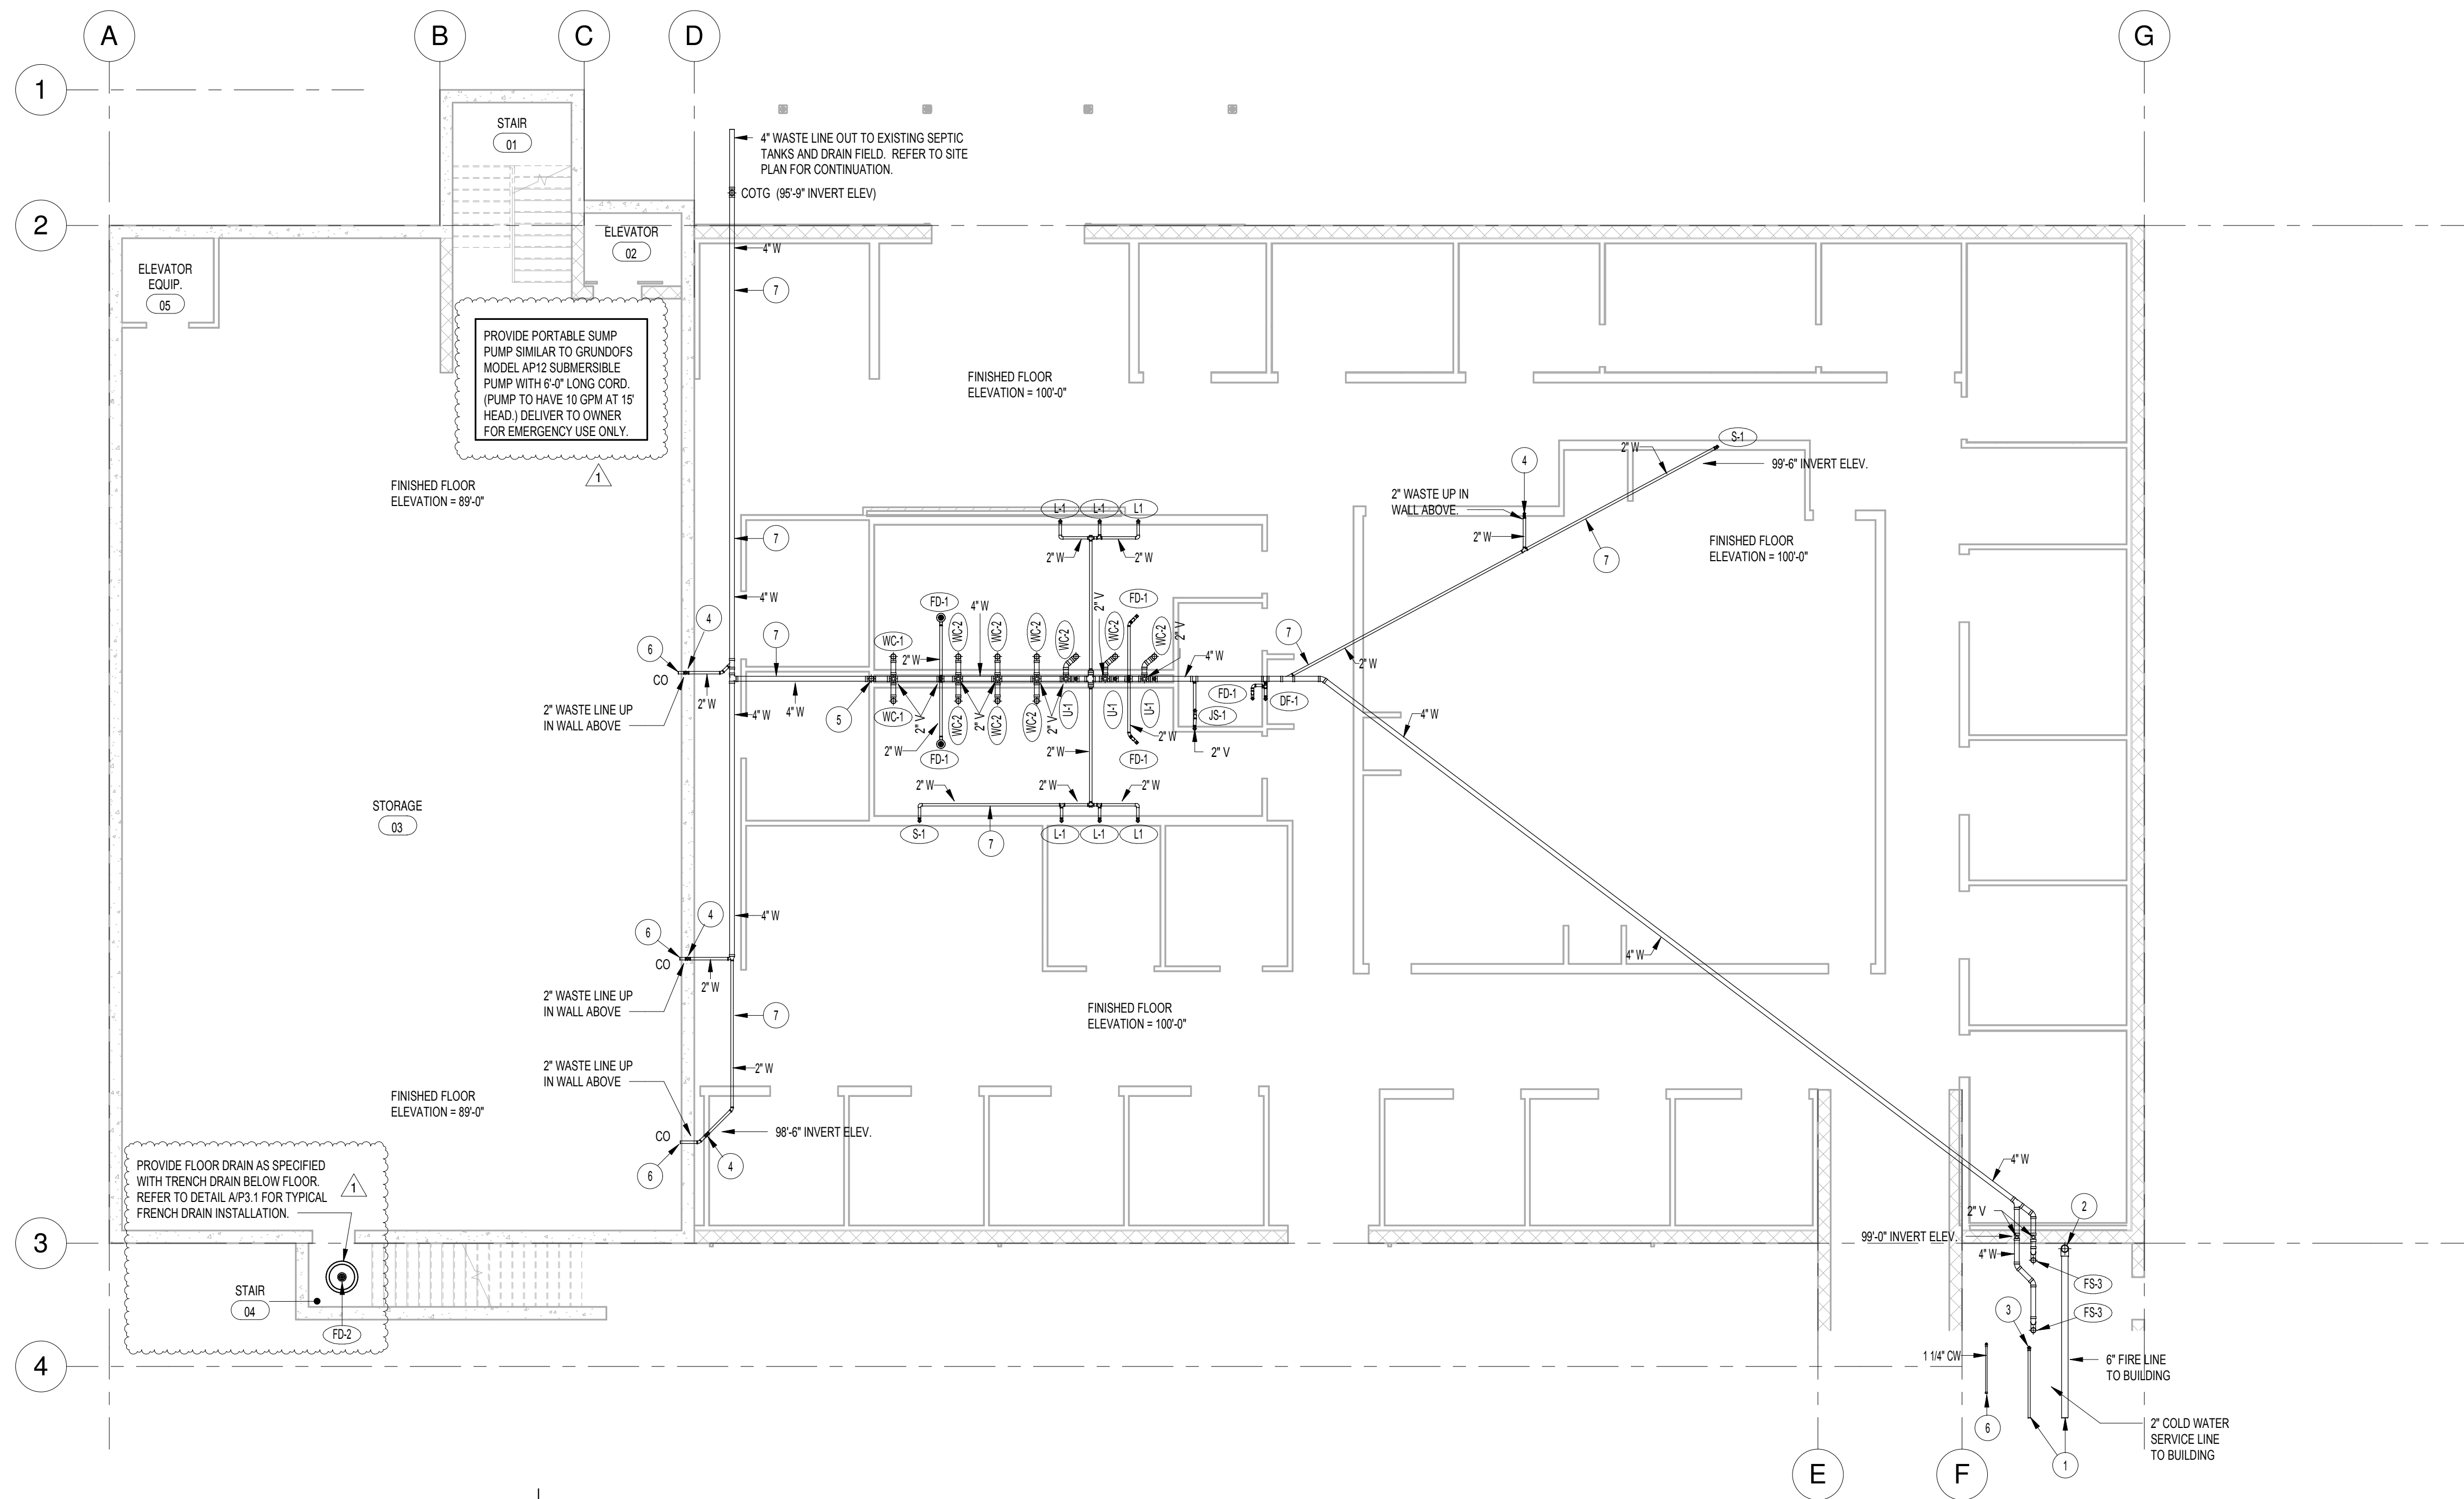 A
B
C
D
G
1
STAIR
01
4" WASTE LINE OUT TO EXISTING SEPTIC
TANKS AND DRAIN FIELD. REFER TO SITE
PLAN FOR CONTINUATION.
COTG (95'-9" INVERT ELEV)
2
ELEVATOR
02
4" W
ELEVATOR
EQUIP.
05
7
PROVIDE PORTABLE SUMP
PUMP SIMILAR TO GRUNDOFS
MODEL AP12 SUBMERSIBLE
PUMP WITH 6'-0" LONG CORD.
(PUMP TO HAVE 10 GPM AT 15'
HEAD.) DELIVER TO OWNER
FOR EMERGENCY USE ONLY.
1
FINISHED FLOOR
ELEVATION = 100'-0"
S-1
2" W
99'-6" INVERT ELEV.
4
2" WASTE UP IN
WALL ABOVE.
2" W
FINISHED FLOOR
ELEVATION = 89'-0"
L-1
L-1
L1
2" W
2" W
7
FINISHED FLOOR
ELEVATION = 100'-0"
7
4" W
FD-1
4" W
2" V
FD-1
4
7
6
WC-1
WC-2
WC-2
WC-2
WC-2
WC-2
WC-2
2" V
7
2" W
4" W
2" W
CO
2" W
2" WASTE LINE UP
IN WALL ABOVE
4" W
4" W
5
WC-1
2" V
WC-2
2" V
WC-2
WC-2
2" V
U-1
U-1
U-1
FD-1
DF-1
JS-1
4" W
2" W
2" W
2" W
2" V
FD-1
FD-1
2" W
2" W
2" W
S-1
L-1
L-1
L1
7
STORAGE
03
4
4" W
6
CO
2" W
4" W
2" WASTE LINE UP
IN WALL ABOVE
7
FINISHED FLOOR
ELEVATION = 100'-0"
2" WASTE LINE UP
IN WALL ABOVE
2" W
FINISHED FLOOR
ELEVATION = 89'-0"
CO
98'-6" INVERT ELEV.
6
4
PROVIDE FLOOR DRAIN AS SPECIFIED
WITH TRENCH DRAIN BELOW FLOOR.
REFER TO DETAIL A/P3.1 FOR TYPICAL
FRENCH DRAIN INSTALLATION.
1
4" W
2" V
2
3
99'-0" INVERT ELEV.
4" W
FS-3
STAIR
04
FD-2
3
FS-3
4
1 1/4" CW
6" FIRE LINE
TO BUILDING
6
2" COLD WATER
SERVICE LINE
TO BUILDING
1
E
F